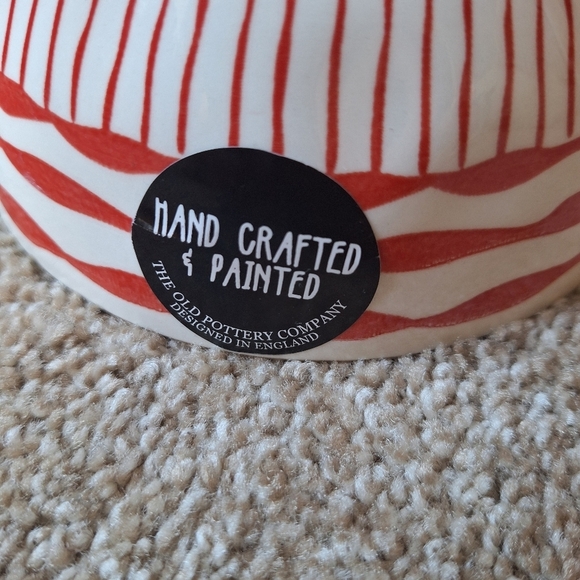 HAND CRAFTED
& PAINTED
THE OLD POTTERY COMPANY
DESIGNED IN ENGLAND